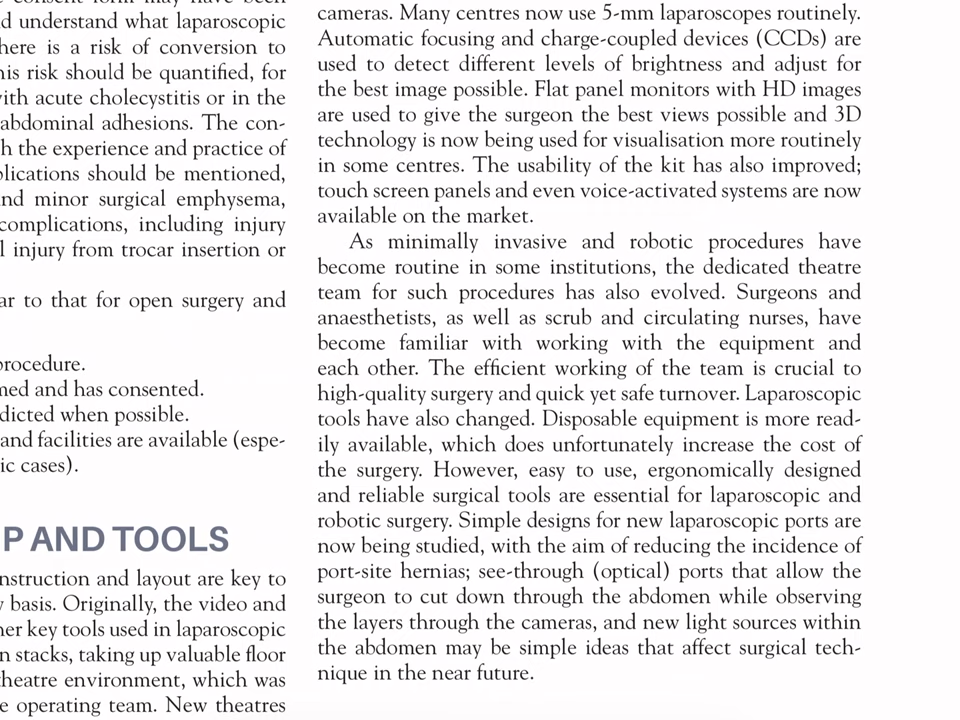 consent form may have been
d understand what laparoscopic
here is a risk of conversion to
his risk should be quantified, for
with acute cholecystitis or in the
abdominal adhesions. The con-
h the experience and practice of
plications should be mentioned,
nd minor surgical emphysema,
complications, including injury
l injury from trocar insertion or
ar to that for open surgery and
procedure.
med and has consented.
dicted when possible.
and facilities are available (espe-
ic cases).
P AND TOOLS
nstruction and layout are key to
y basis. Originally, the video and
her key tools used in laparoscopic
n stacks, taking up valuable floor
theatre environment, which was
e operating team. New theatres
cameras. Many centres now use 5-mm laparoscopes routinely.
Automatic focusing and charge-coupled devices (CCDs) are
used to detect different levels of brightness and adjust for
the best image possible. Flat panel monitors with HD images
are used to give the surgeon the best views possible and 3D
technology is now being used for visualisation more routinely
in some centres. The usability of the kit has also improved;
touch screen panels and even voice-activated systems are now
available on the market.
As minimally invasive and robotic procedures have
become routine in some institutions, the dedicated theatre
team for such procedures has also evolved. Surgeons and
anaesthetists, as well as scrub and circulating nurses, have
become familiar with working with the equipment and
each other. The efficient working of the team is crucial to
high-quality surgery and quick yet safe turnover. Laparoscopic
tools have also changed. Disposable equipment is more read-
ily available, which does unfortunately increase the cost of
the surgery. However, easy to use, ergonomically designed
and reliable surgical tools are essential for laparoscopic and
robotic surgery. Simple designs for new laparoscopic ports are
now being studied, with the aim of reducing the incidence of
port-site hernias; see-through (optical) ports that allow the
surgeon to cut down through the abdomen while observing
the layers through the cameras, and new light sources within
the abdomen may be simple ideas that affect surgical tech-
nique in the near future.